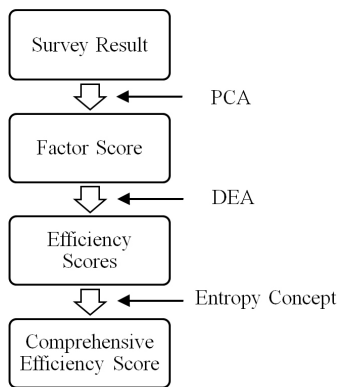 Survey Result
PCA
Factor Score
DEA
Efficiency
Scores
Entropy Concept
Comprehensive
Efficiency Score